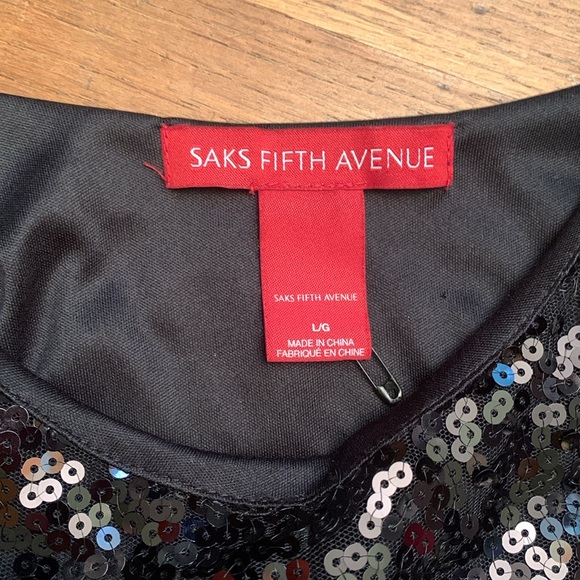 SAKS FIFTH AVENUE
SAKS FIFTH AVENUE
L/G
MADE IN CHINA
FABRIQUÉ EN CHINE